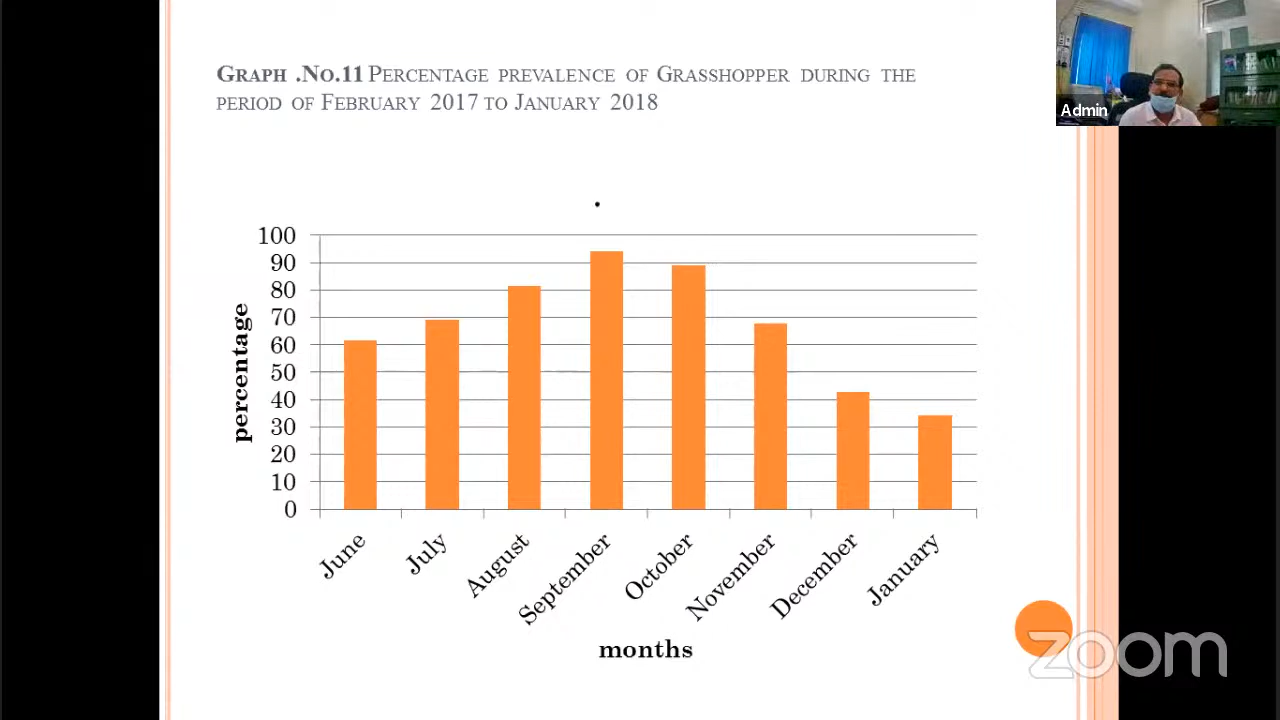 GRAPH .NO.11 PERCENTAGE PREVALENCE OF GRASSHOPPER DURING THE
PERIOD OF FEBRUARY 2017 TO JANUARY 2018
Admin
.
100
90
80
70
60
50
40
30
20
10
0
percentage
June
July
August
September
October
November
December
January
months
zoom